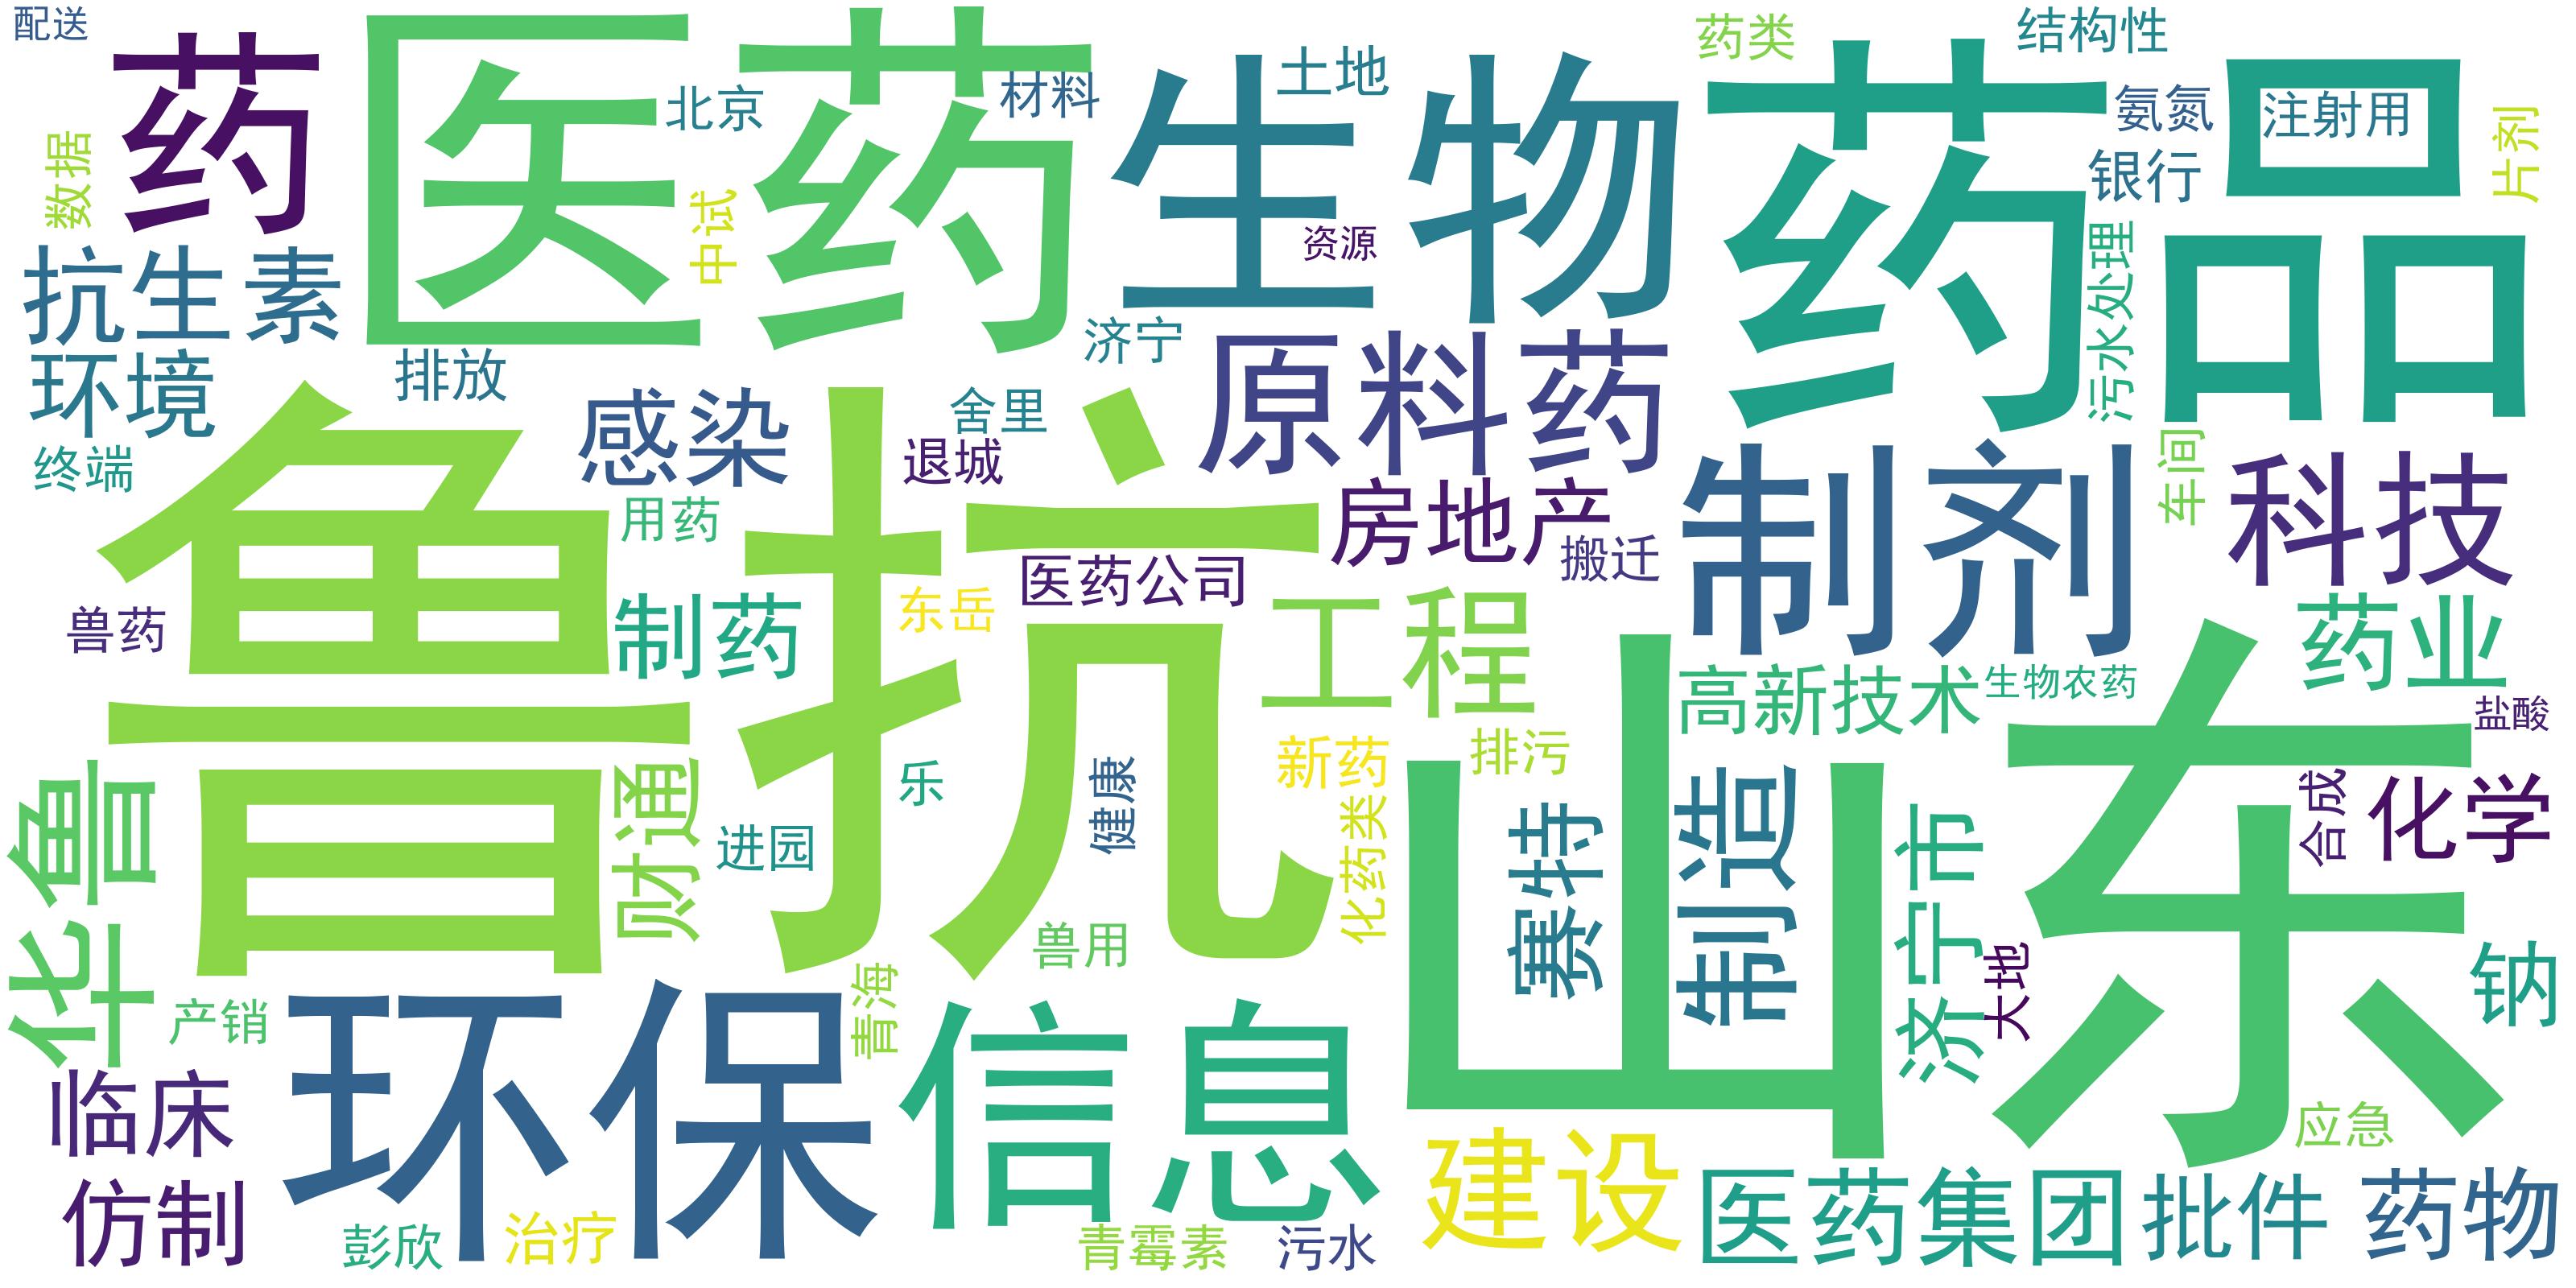 配送
药
医药
北京
材料
生物
土地
药类
结构性
药品
氨氮
注射用
片剂
数据
中试
银行
资源
抗生素
污水处理
环境
排放
济宁
原料药
感染
舍里
退城
终端
用药
房地产
搬迁
制剂
车间
科技
鲁抗
医药公司
东岳
兽药
制药
工程
药业
高新技术
生物农药
盐酸
山东
华鲁
财通
乐
进园
健康
新药
排污
化药类
赛特
制造
济宁市
合成
化学
大地
钠
兽用
青海
产销
环保
信息
临床
仿制
彭欣
治疗
青霉素
污水
建设
医药集团
批件
应急
药物